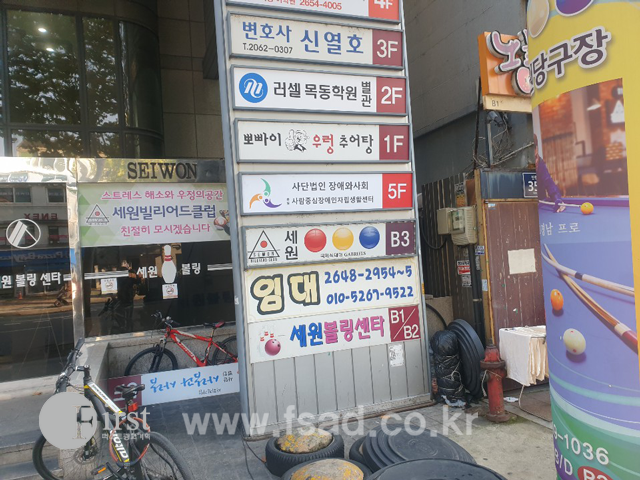 2654-4005
4F
변호사 신열호
T.2062-0307
3F
러셀 목동학원 별관
2F
뽀빠이 우렁 추어탕
1F
사단법인 장애와사회
사람중심장애인자립생활센터
5F
세원
B3
임대 2648-2954~5
010-5267-9522
세원볼링센타 B1/B2
SEIWON
스트레스 해소와 우정의공간
세원빌리어드클럽
친절히 모시겠습니다
볼링 센타
세원 볼링
당구장
B1
35
-1036
First
www.fsad.co.kr